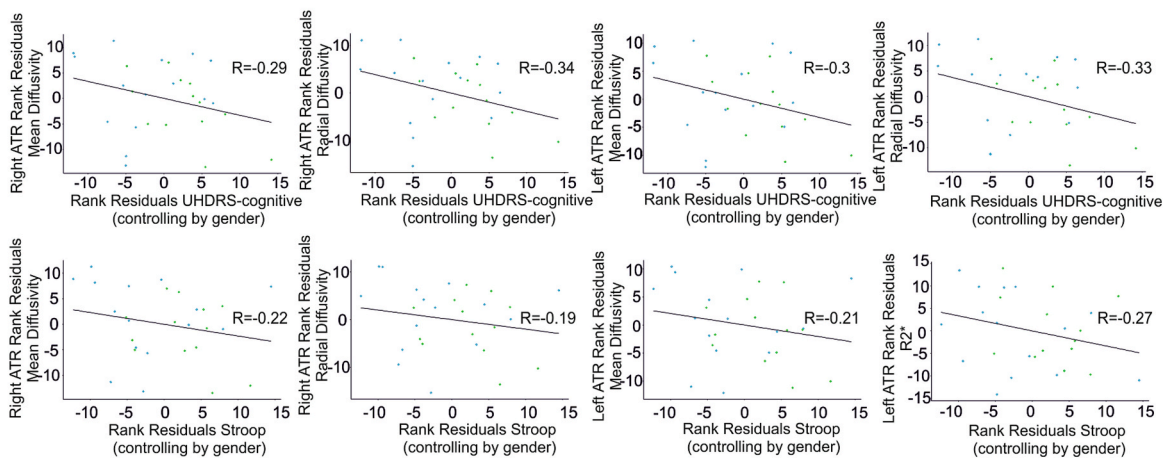 Right ATR Rank Residuals
Mean Diffusivity
10
5
0
-5
-10
R=-0.29
-10 -5 0 5 10 15
Rank Residuals UHDRS-cognitive
(controlling by gender)
Right ATR Rank Residuals
Radial Diffusivity
10
0
-10
R=-0.34
-10 -5 0 5 10 15
Rank Residuals UHDRS-cognitive
(controlling by gender)
Left ATR Rank Residuals
Mean Diffusivity
10
5
0
-5
-10
R=-0.3
-10 -5 0 5 10 15
Rank Residuals UHDRS-cognitive
(controlling by gender)
Left ATR Rank Residuals
Radial Diffusivity
10
5
0
-5
-10
R=-0.33
-10 -5 0 5 10 15
Rank Residuals UHDRS-cognitive
(controlling by gender)
Right ATR Rank Residuals
Mean Diffusivity
10
5
0
-5
-10
R=-0.22
-10 -5 0 5 10 15
Rank Residuals Stroop
(controlling by gender)
Right ATR Rank Residuals
Radial Diffusivity
10
0
-10
R=-0.19
-10 -5 0 5 10 15
Rank Residuals Stroop
(controlling by gender)
Left ATR Rank Residuals
Mean Diffusivity
10
5
0
-5
-10
R=-0.21
-10 -5 0 5 10 15
Rank Residuals Stroop
(controlling by gender)
Left ATR Rank Residuals
R2*
15
10
5
0
-5
-10
-15
R=-0.27
-10 -5 0 5 10 15
Rank Residuals Stroop
(controlling by gender)